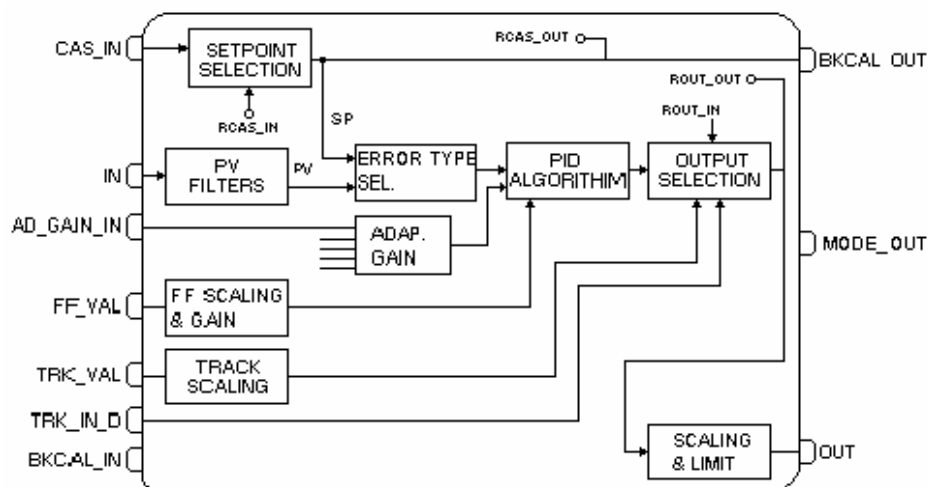 CAS_IN
SETPOINT
SELECTION
RCAS_OUT
BKCAL OUT
ROUT_OUT
RCAS_IN
SP
ROUT_IN
IN
PV
FILTERS
PV
ERROR TYPE
SEL.
PID
ALGORITHIM
OUTPUT
SELECTION
AD_GAIN_IN
ADAP.
GAIN
MODE_OUT
FF_VAL
FF SCALING
& GAIN
TRK_VAL
TRACK
SCALING
TRK_IN_D
BKCAL_IN
SCALING
& LIMIT
OUT